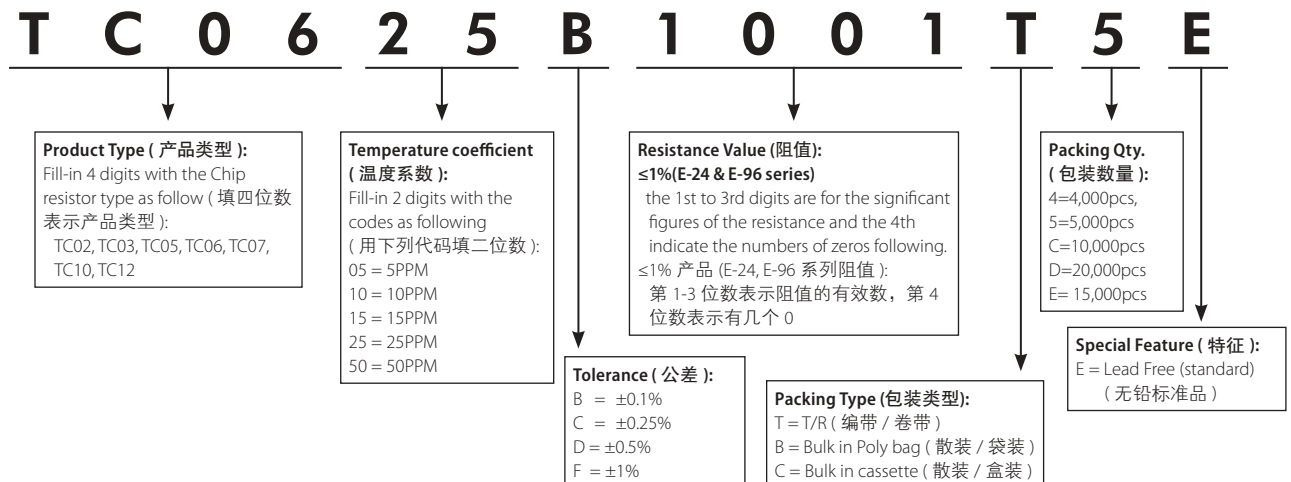 T C 0 6 2 5 B 1 0 0 1 T 5 E
Product Type ( 产品类型 ):
Fill-in 4 digits with the Chip
resistor type as follow ( 填四位数
表示产品类型 ):
TC02, TC03, TC05, TC06, TC07,
TC10, TC12
Temperature coefficient
( 温度系数 ):
Fill-in 2 digits with the
codes as following
( 用下列代码填二位数 ):
05 = 5PPM
10 = 10PPM
15 = 15PPM
25 = 25PPM
50 = 50PPM
Tolerance ( 公差 ):
B = ±0.1%
C = ±0.25%
D = ±0.5%
F = ±1%
Resistance Value (阻值):
≤1%(E-24 & E-96 series)
the 1st to 3rd digits are for the significant
figures of the resistance and the 4th
indicate the numbers of zeros following.
≤1% 产品 (E-24, E-96 系列阻值 ):
第 1-3 位数表示阻值的有效数，第 4
位数表示有几个 0
Packing Type (包装类型):
T = T/R ( 编带 / 卷带 )
B = Bulk in Poly bag ( 散装 / 袋装 )
C = Bulk in cassette ( 散装 / 盒装 )
Packing Qty.
( 包装数量 ):
4=4,000pcs,
5=5,000pcs
C=10,000pcs
D=20,000pcs
E= 15,000pcs
Special Feature ( 特征 ):
E = Lead Free (standard)
( 无铅标准品 )